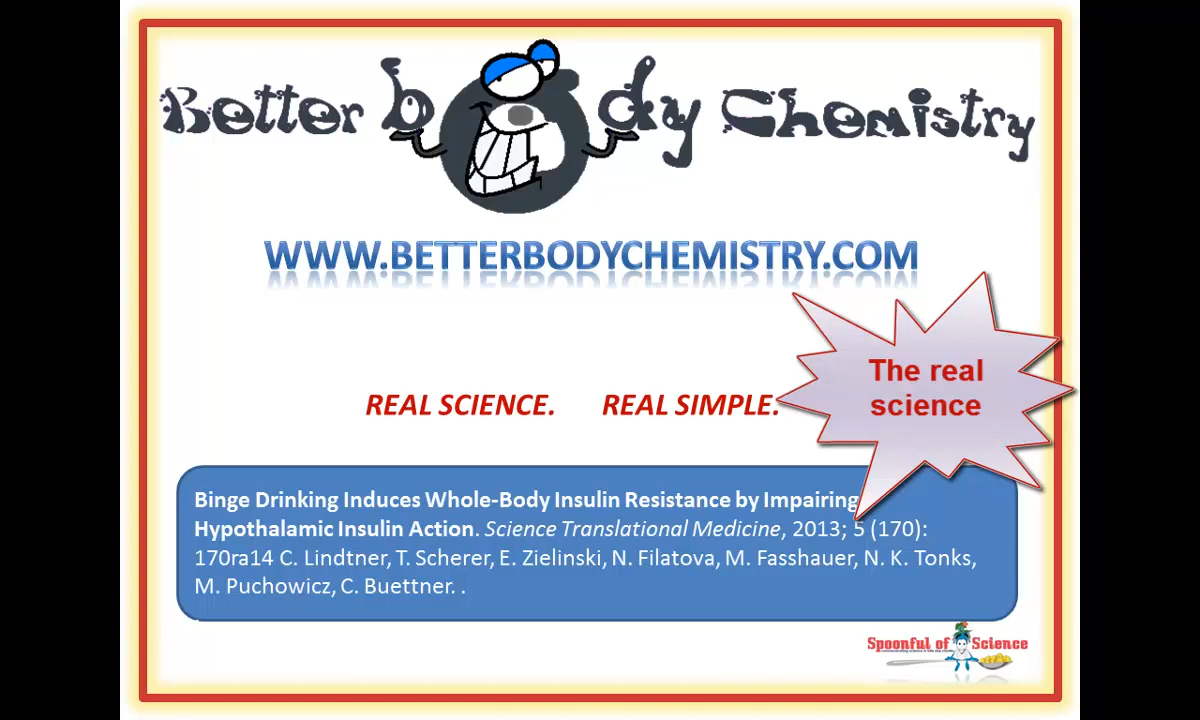 Better body Chemistry
WWW.BETTERBODYCHEMISTRY.COM
The real
science
REAL SCIENCE. REAL SIMPLE.
Binge Drinking Induces Whole-Body Insulin Resistance by Impairing
Hypothalamic Insulin Action. Science Translational Medicine, 2013; 5 (170):
170ra14 C. Lindtner, T. Scherer, E. Zielinski, N. Filatova, M. Fasshauer, N. K. Tonks,
M. Puchowicz, C. Buettner. .
Spoonful of Science